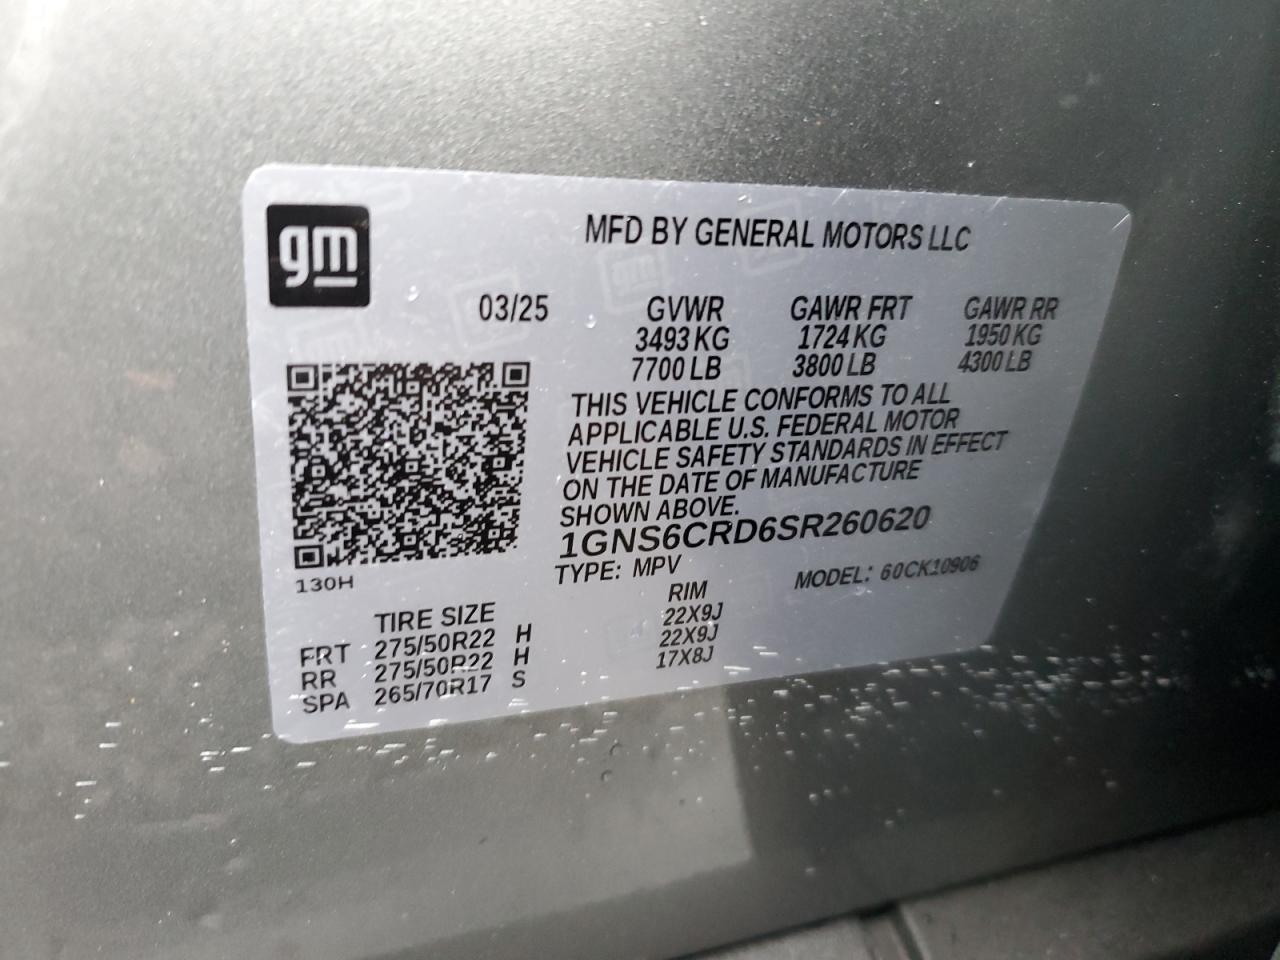 gm
MFD BY GENERAL MOTORS LLC
03/25 GVWR GAWR FRT GAWR RR
3493 KG 1724 KG 1950 KG
7700 LB 3800 LB 4300 LB
THIS VEHICLE CONFORMS TO ALL
APPLICABLE U.S. FEDERAL MOTOR
VEHICLE SAFETY STANDARDS IN EFFECT
ON THE DATE OF MANUFACTURE
SHOWN ABOVE.
1GNS6CRD6SR260620
TYPE: MPV MODEL: 60CK10906
130H
TIRE SIZE RIM
FRT 275/50R22 H 22X9J
RR 275/50R22 H 22X9J
SPA 265/70R17 S 17X8J